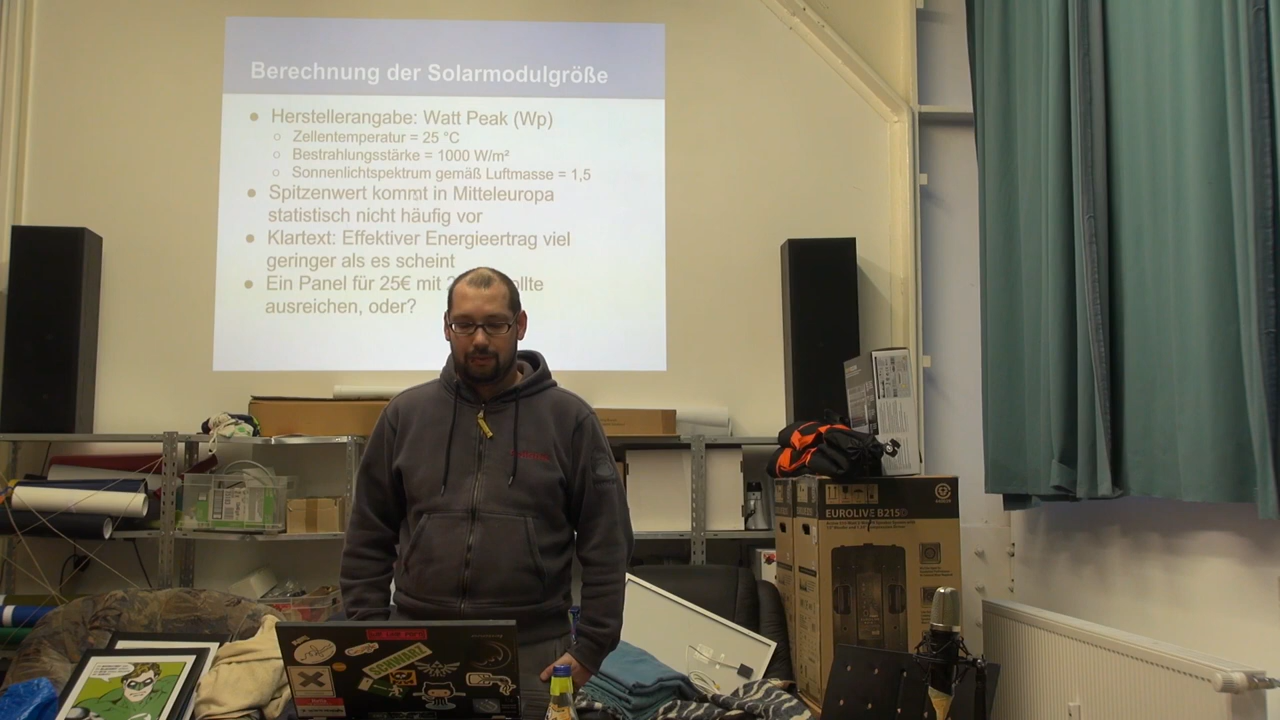 Berechnung der Solarmodulgröße
● Herstellerangabe: Watt Peak (Wp)
○ Zellentemperatur = 25 °C
○ Bestrahlungsstärke = 1000 W/m²
○ Sonnenlichtspektrum gemäß Luftmasse = 1,5
● Spitzenwert kommt in Mitteleuropa
statistisch nicht häufig vor
● Klartext: Effektiver Energieertrag viel
geringer als es scheint
● Ein Panel für 25€ mit
ausreichen, oder?
EUROLIVE B215D
SCHWARZ